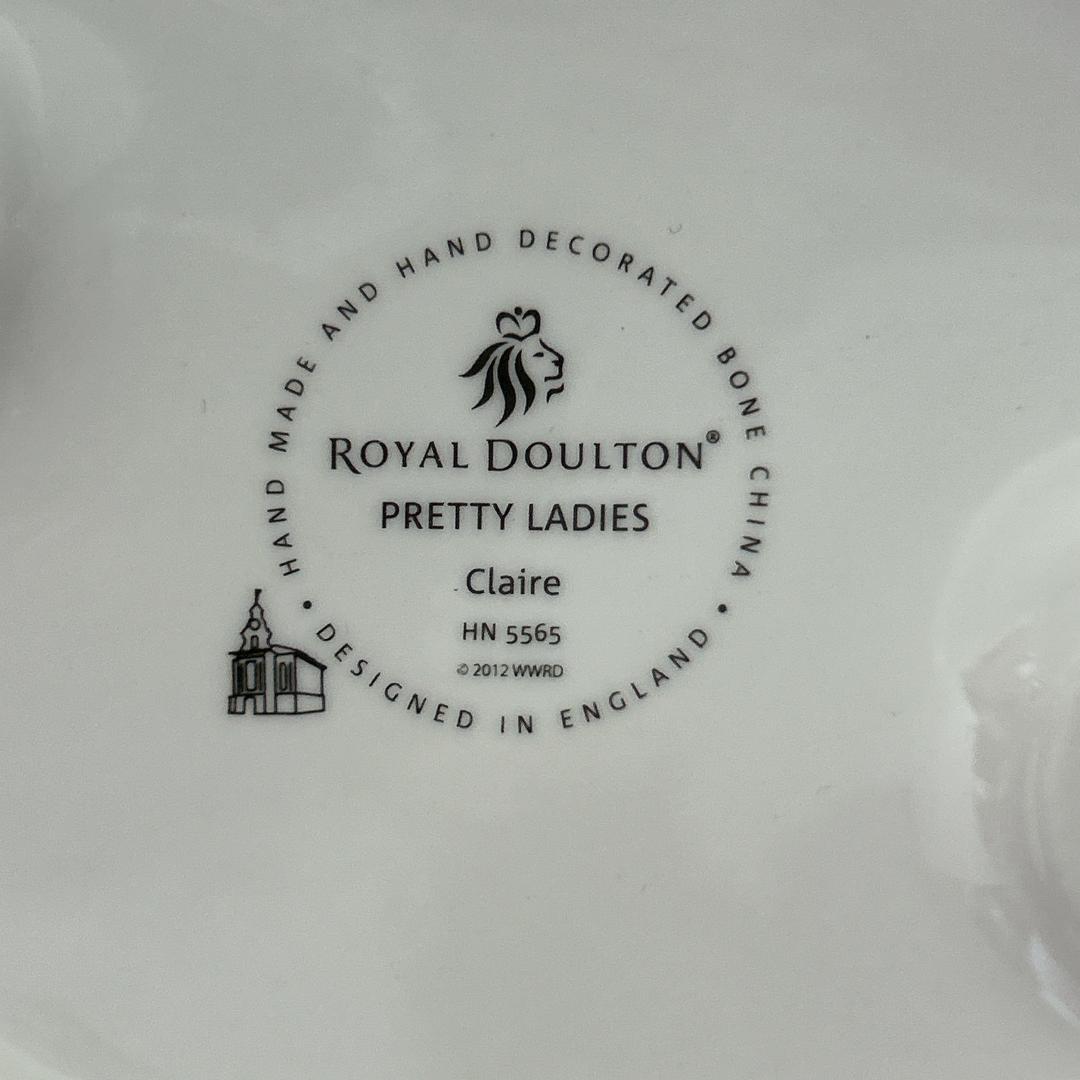 HAND MADE AND HAND DECORATED BONE CHINA •
ROYAL DOULTON®
PRETTY LADIES
Claire
HN 5565
© 2012 WWRD
DESIGNED IN ENGLAND •